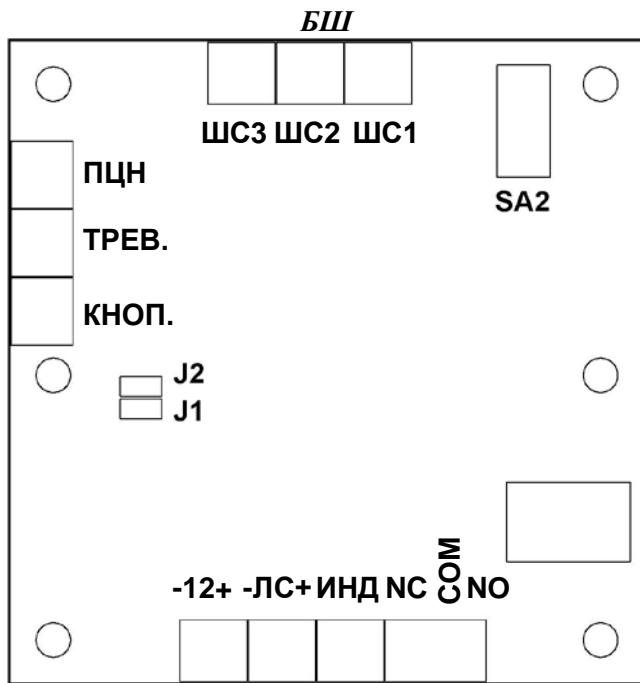 БШ
ШС3 ШС2 ШС1
SA2
ПЦН
ТРЕВ.
КНОП.
J2
J1
-12+ -ЛС+ ИНД NC COM NO